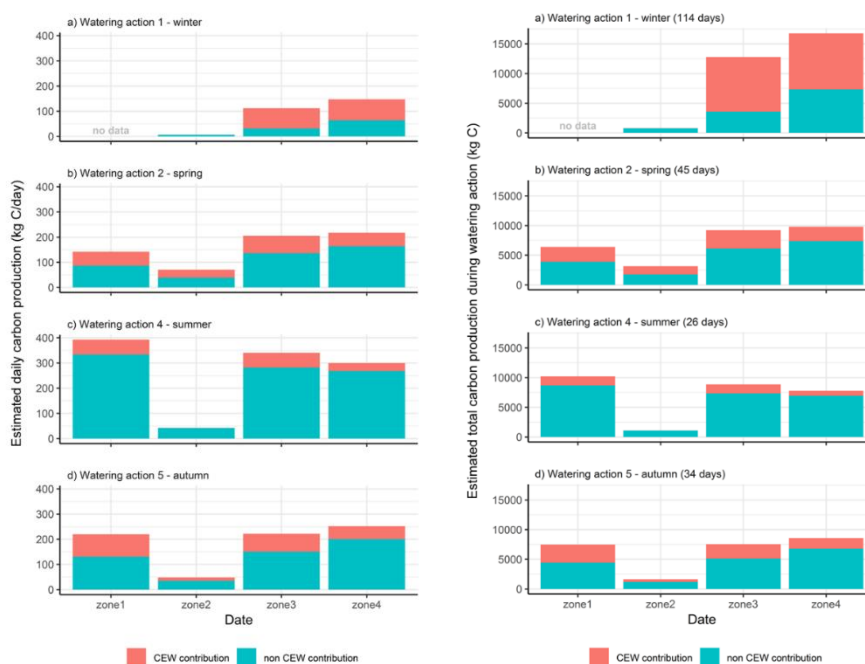 a) Watering action 1 - winter
400
300
200
100
0
no data
b) Watering action 2 - spring
400
300
200
100
0
c) Watering action 4 - summer
400
300
200
100
0
d) Watering action 5 - autumn
400
300
200
100
0
zone1 zone2 zone3 zone4
Date
Estimated daily carbon production (kg C/day)
CEW contribution non CEW contribution
a) Watering action 1 - winter (114 days)
15000
10000
5000
0
no data
b) Watering action 2 - spring (45 days)
15000
10000
5000
0
c) Watering action 4 - summer (26 days)
15000
10000
5000
0
d) Watering action 5 - autumn (34 days)
15000
10000
5000
0
zone1 zone2 zone3 zone4
Date
Estimated total carbon production during watering action (kg C)
CEW contribution non CEW contribution